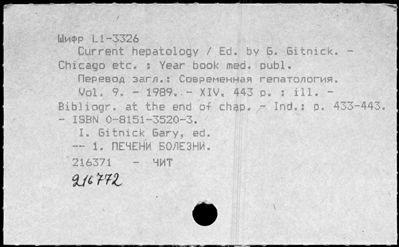 Шифр L1-3326
Current hepatology / Ed. by G. Gitnick. -
Chicago etc. : Year book med. publ.
Перевод загл.: Современная гепатология.
Vol. 9. - 1989. - XIV, 443 p. : ill. -
Bibliogr. at the end of chap. - Ind.: p. 433-443.
- ISBN 0-8151-3520-3.
I. Gitnick Gary, ed.
-- 1. ПЕЧЕНИ БОЛЕЗНИ.
216371 - ЧИТ
216772